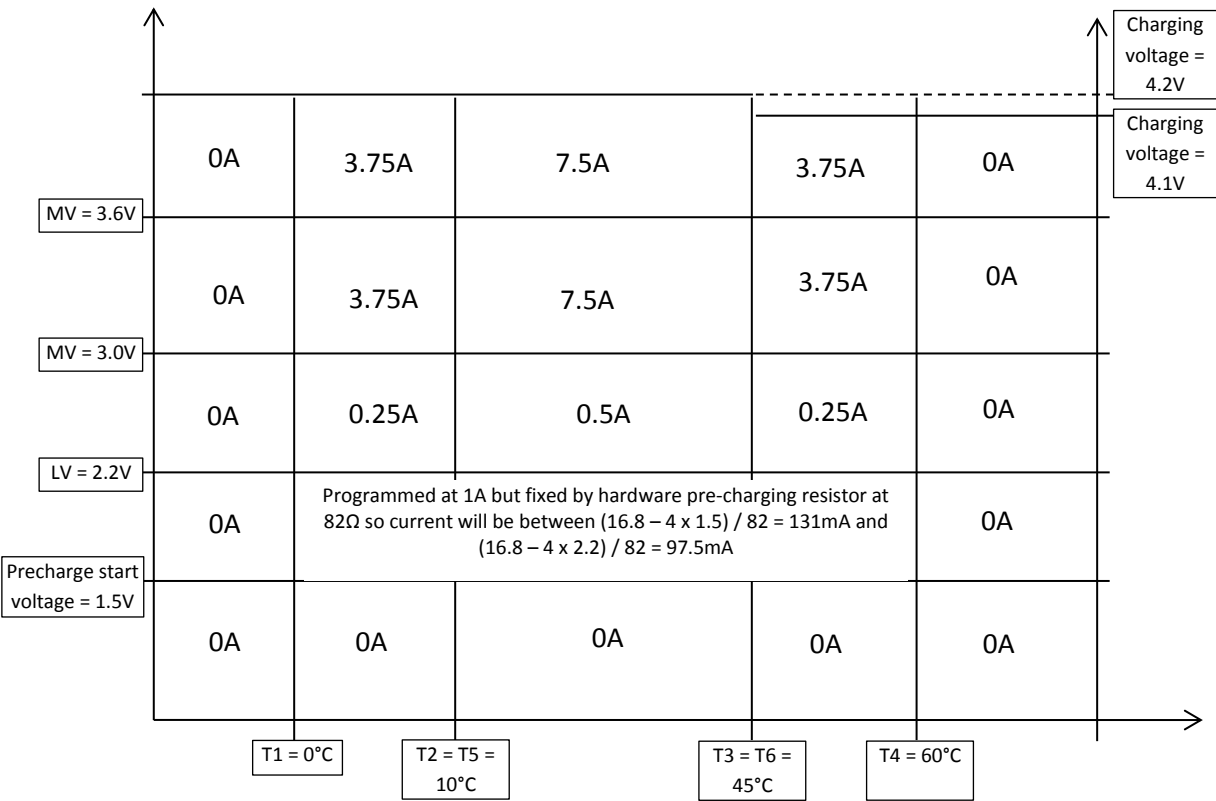 Charging
voltage =
4.2V
Charging
voltage =
4.1V
0A
3.75A
7.5A
3.75A
0A
MV = 3.6V
0A
3.75A
7.5A
3.75A
0A
MV = 3.0V
0A
0.25A
0.5A
0.25A
0A
LV = 2.2V
0A
Programmed at 1A but fixed by hardware pre-charging resistor at
82Ω so current will be between (16.8 – 4 x 1.5) / 82 = 131mA and
(16.8 – 4 x 2.2) / 82 = 97.5mA
0A
Precharge start
voltage = 1.5V
0A
0A
0A
0A
0A
T1 = 0°C
T2 = T5 =
10°C
T3 = T6 =
45°C
T4 = 60°C